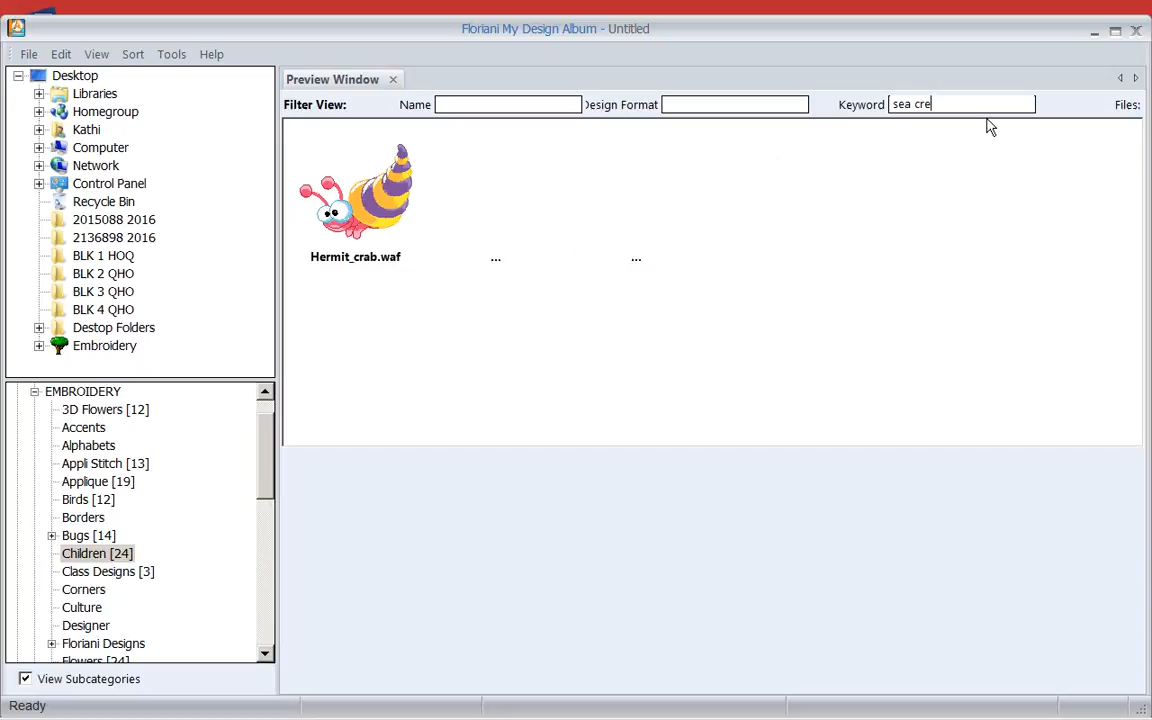 Floriani My Design Album - Untitled
File Edit View Sort Tools Help
Desktop
Libraries
Homegroup
Kathi
Computer
Network
Control Panel
Recycle Bin
2015088 2016
2136898 2016
BLK 1 HOQ
BLK 2 QHO
BLK 3 QHO
BLK 4 QHO
Destop Folders
Embroidery
EMBROIDERY
3D Flowers [12]
Accents
Alphabets
Appli Stitch [13]
Applique [19]
Birds [12]
Borders
Bugs [14]
Children [24]
Class Designs [3]
Corners
Culture
Designer
Floriani Designs
Flowers [24]
View Subcategories
Preview Window
Filter View: Name Design Format Keyword sea cre Files:
Hermit_crab.waf ... ...
Ready